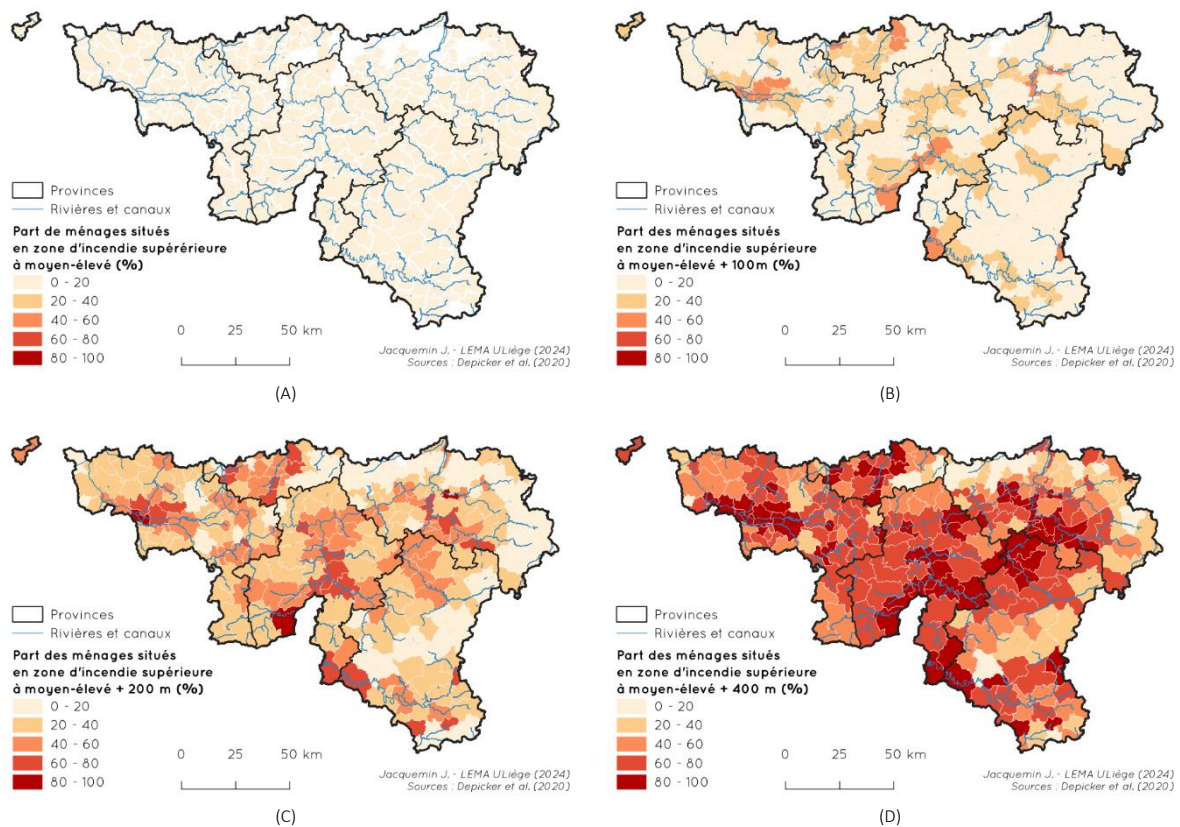 Provinces
Rivières et canaux
Part de ménages situés
en zone d'incendie supérérieure
à moyen-élevé (%)
0 - 20
20 - 40
40 - 60
60 - 80
80 - 100
0 25 50 km
Jacquemin J. - LEMA ULiège (2024)
Sources : Depicker et al. (2020)
(A)
Provinces
Rivières et canaux
Part des ménages situés
en zone d'incendie supérieure
à moyen-élevé + 100m (%)
0 - 20
20 - 40
40 - 60
60 - 80
80 - 100
0 25 50 km
Jacquemin J. - LEMA ULiège (2024)
Sources : Depicker et al. (2020)
(B)
Provinces
Rivières et canaux
Part des ménages situés
en zone d'incendie supérieure
à moyen-élevé + 200 m (%)
0 - 20
20 - 40
40 - 60
60 - 80
80 - 100
0 25 50 km
Jacquemin J. - LEMA ULiège (2024)
Sources : Depicker et al. (2020)
(C)
Provinces
Rivières et canaux
Part des ménages situés
en zone d'incendie supérieure
à moyen-élevé + 400 m (%)
0 - 20
20 - 40
40 - 60
60 - 80
80 - 100
0 25 50 km
Jacquemin J. - LEMA ULiège (2024)
Sources : Depicker et al. (2020)
(D)